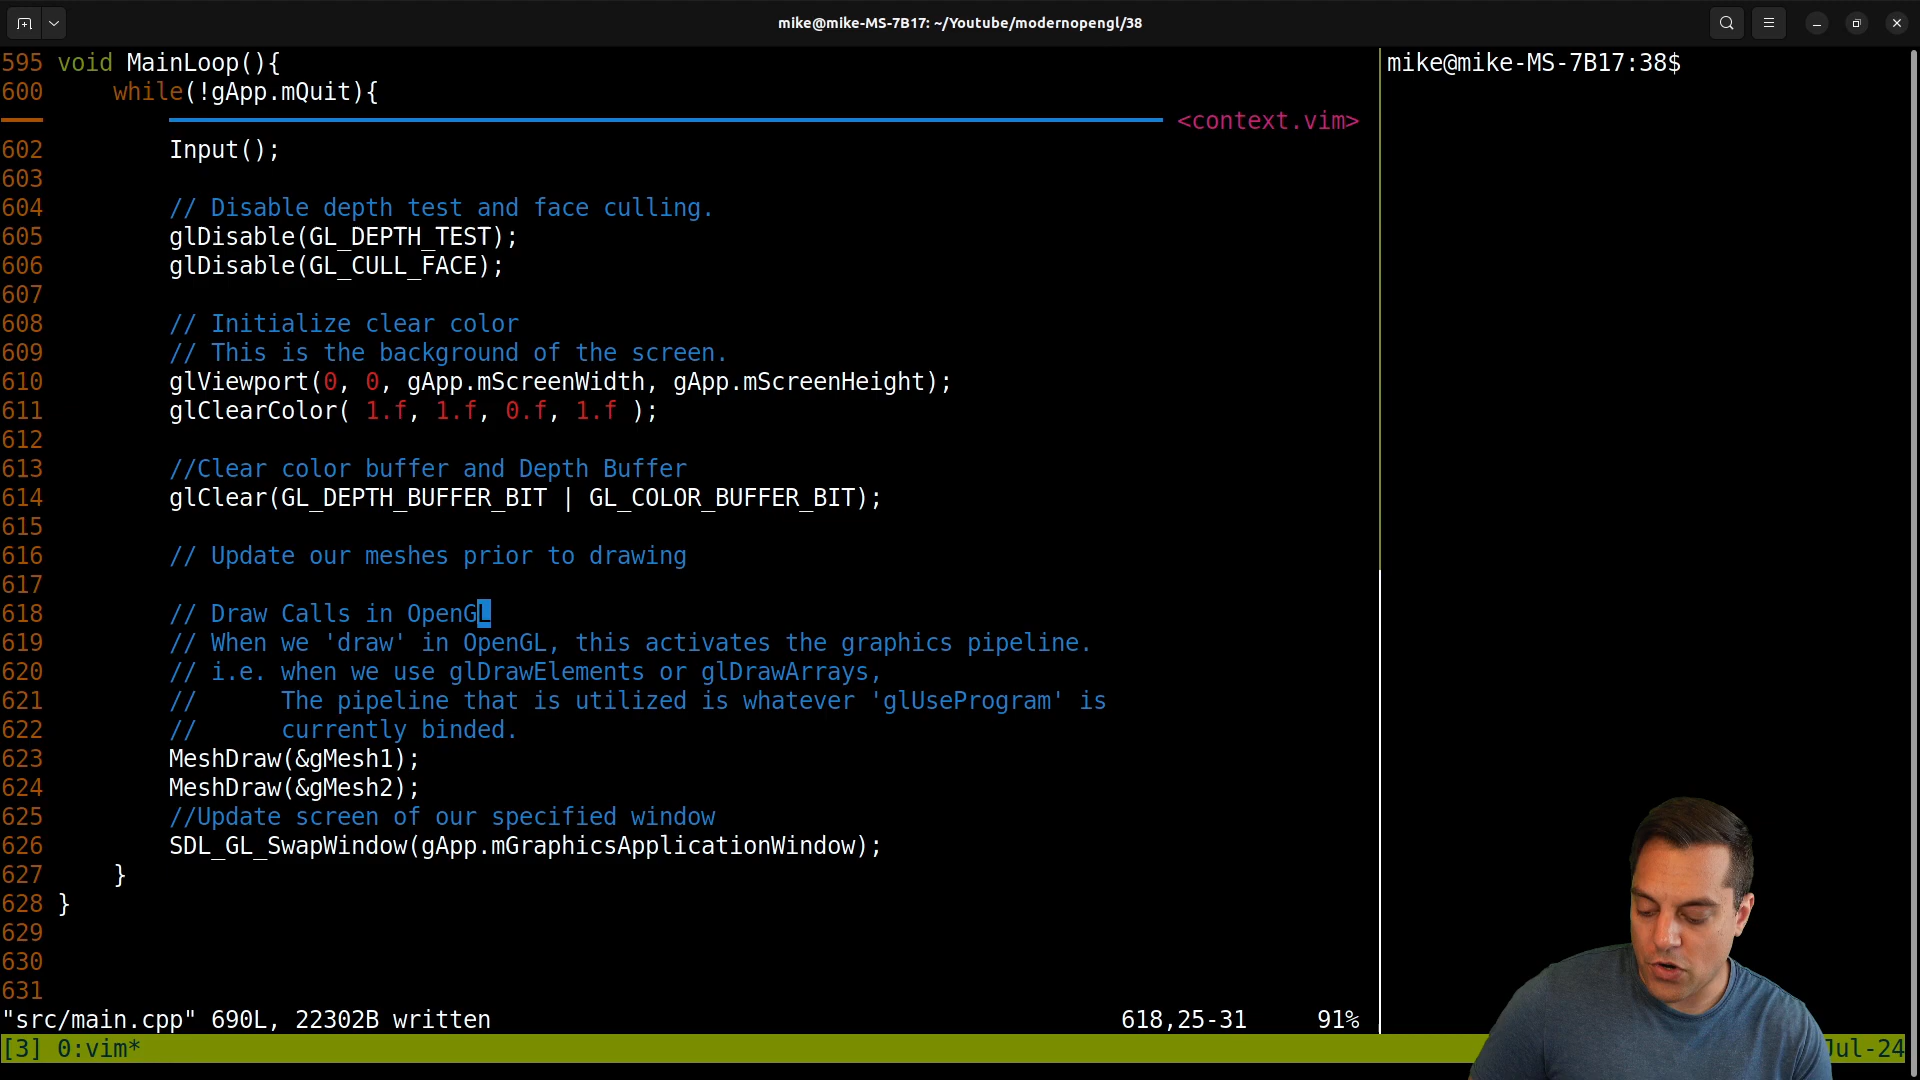 mike@mike-MS-7B17: ~/Youtube/modernopengl/38
595 void MainLoop(){
600     while(!gApp.mQuit){
<context.vim>
602         Input();
603
604         // Disable depth test and face culling.
605         glDisable(GL_DEPTH_TEST);
606         glDisable(GL_CULL_FACE);
607
608         // Initialize clear color
609         // This is the background of the screen.
610         glViewport(0, 0, gApp.mScreenWidth, gApp.mScreenHeight);
611         glClearColor( 1.f, 1.f, 0.f, 1.f );
612
613         //Clear color buffer and Depth Buffer
614         glClear(GL_DEPTH_BUFFER_BIT | GL_COLOR_BUFFER_BIT);
615
616         // Update our meshes prior to drawing
617
618         // Draw Calls in OpenGL
619         // When we 'draw' in OpenGL, this activates the graphics pipeline.
620         // i.e. when we use glDrawElements or glDrawArrays,
621         //      The pipeline that is utilized is whatever 'glUseProgram' is
622         //      currently binded.
623         MeshDraw(&gMesh1);
624         MeshDraw(&gMesh2);
625         //Update screen of our specified window
626         SDL_GL_SwapWindow(gApp.mGraphicsApplicationWindow);
627     }
628 }
629
630
631
"src/main.cpp" 690L, 22302B written 618,25-31 91%
[3] 0:vim* Jul-24
mike@mike-MS-7B17:38$